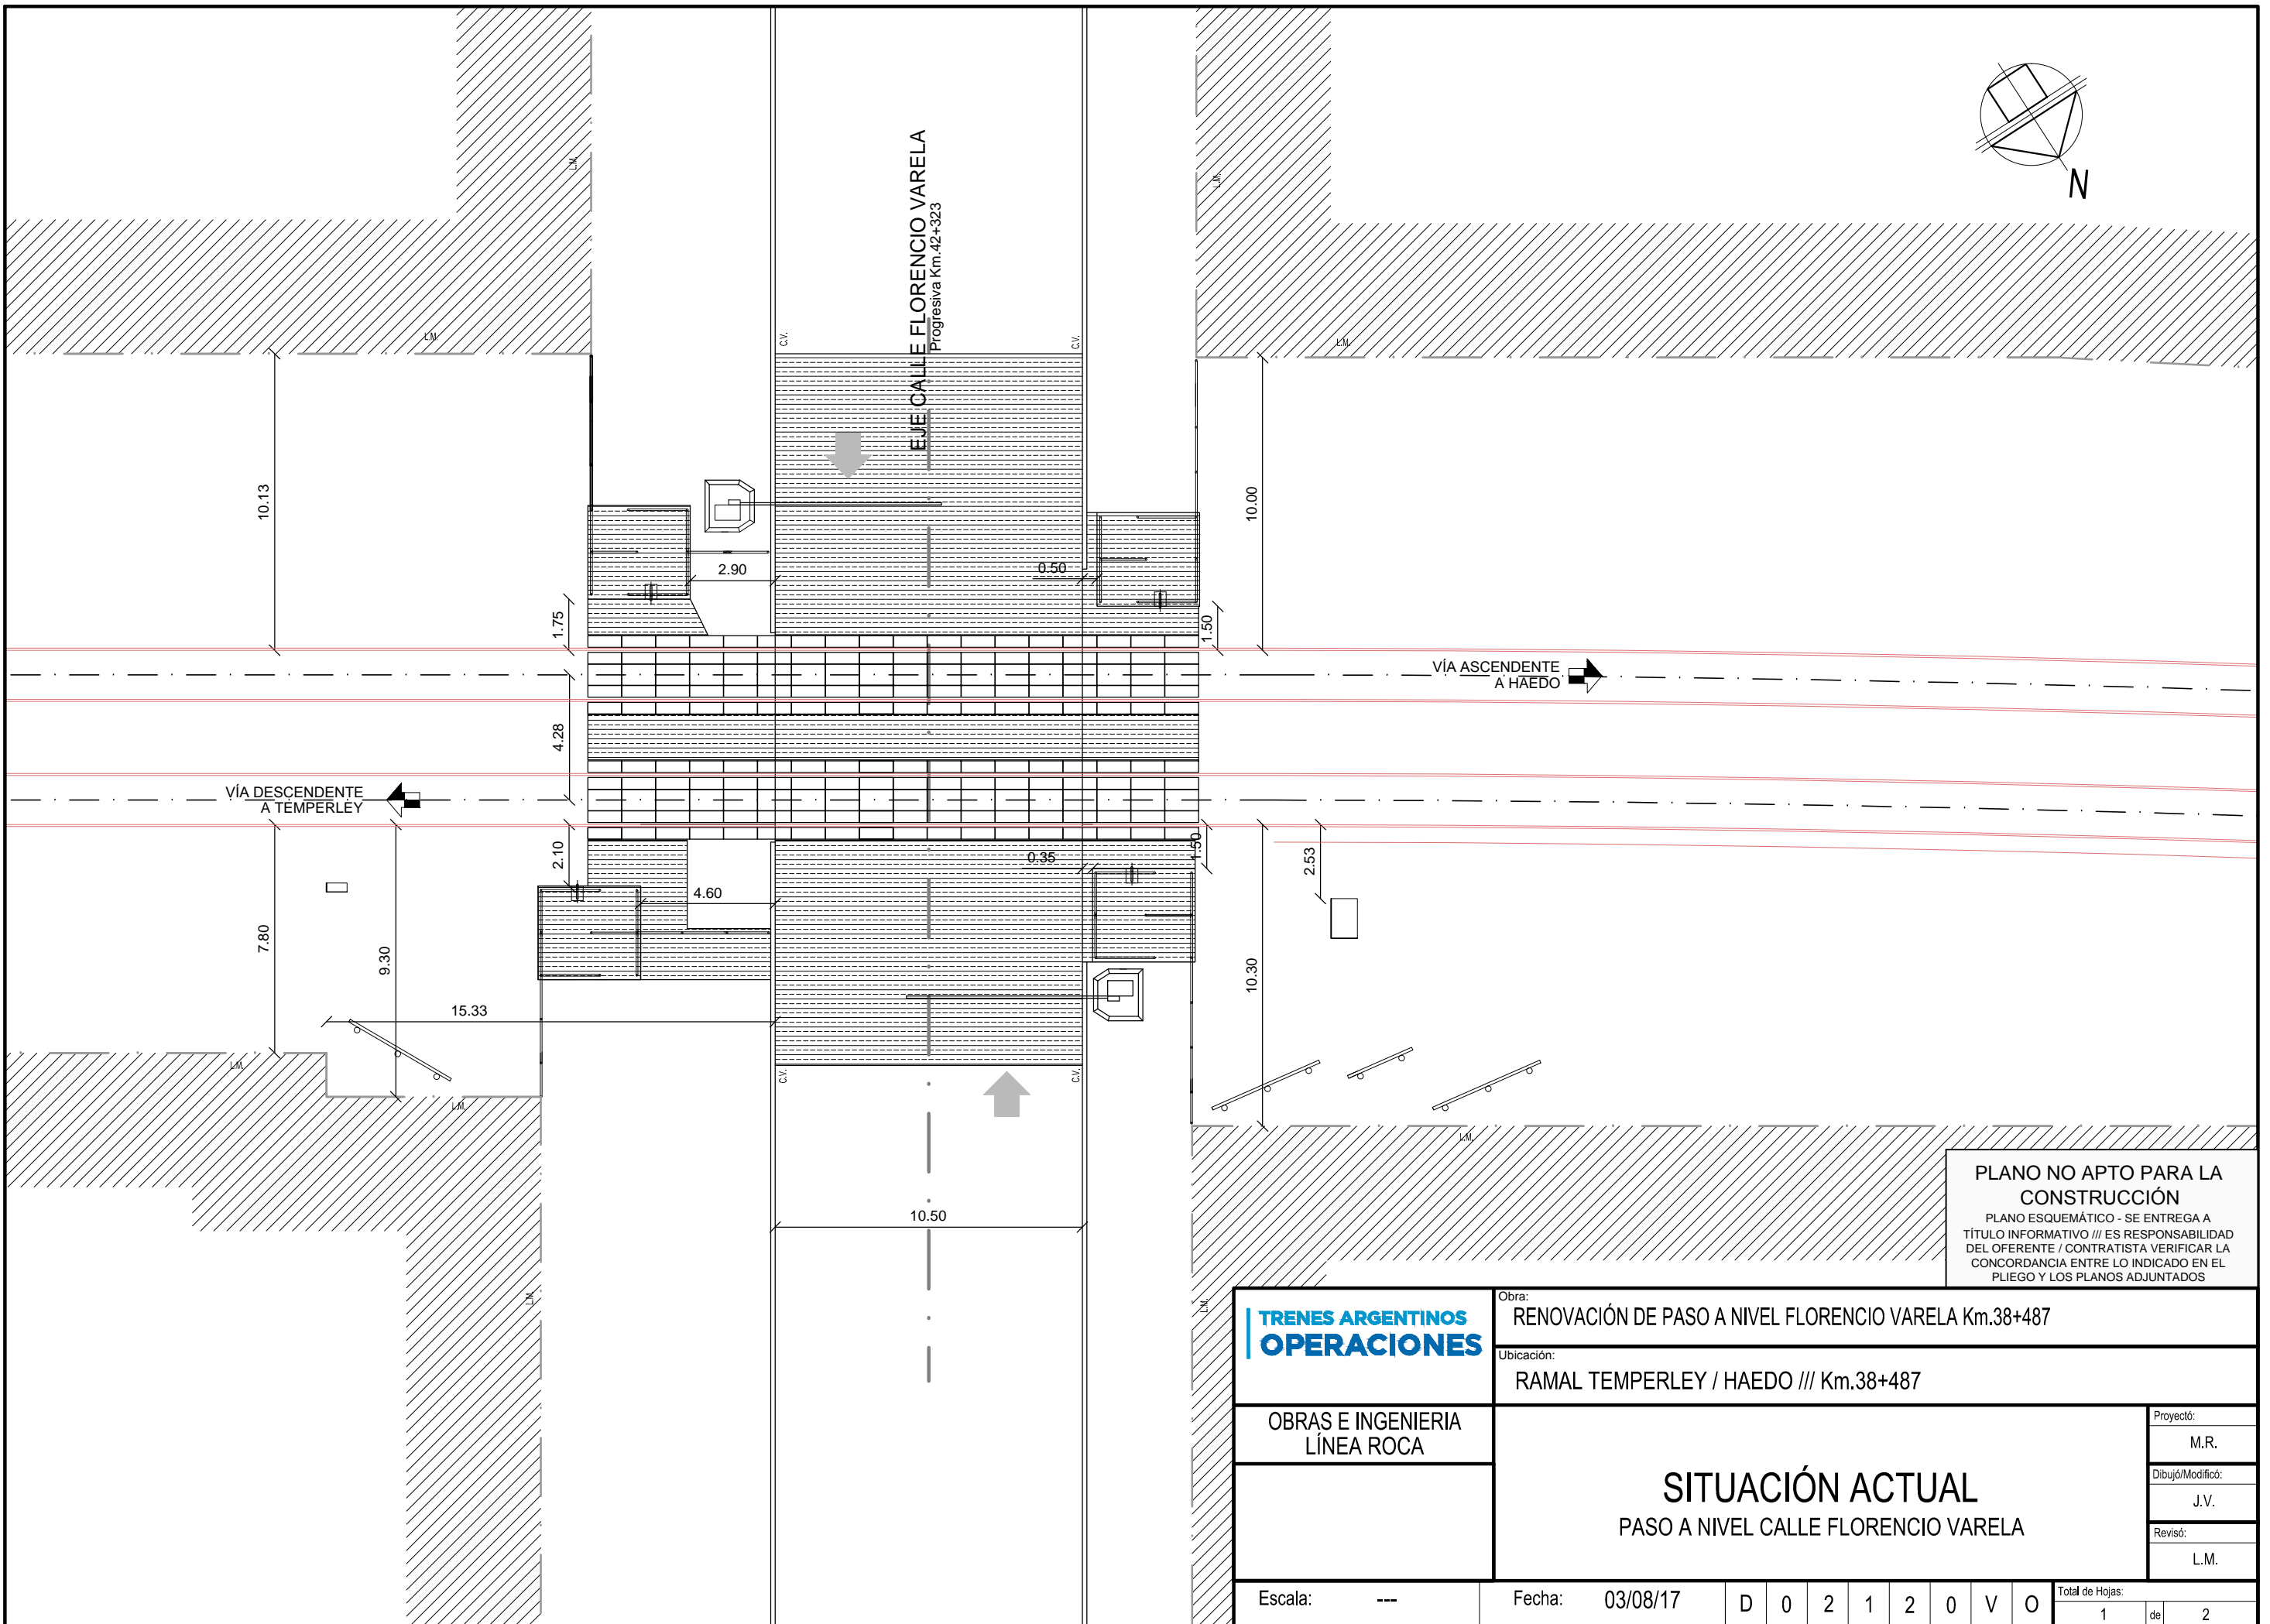 L.M.
L.M.
EJE CALLE FLORENCIO VARELA
Progresiva Km.42+323
N
L.M.
C.V.
C.V.
L.M.
10.13
10.00
2.90
0.50
1.75
1.50
VÍA ASCENDENTE
A HAEDO
4.28
VÍA DESCENDENTE
A TEMPERLEY
2.10
0.35
1.50
2.53
4.60
7.80
9.30
10.30
15.33
L.M.
C.V.
C.V.
L.M.
L.M.
10.50
L.M.
L.M.
PLANO NO APTO PARA LA
CONSTRUCCIÓN
PLANO ESQUEMÁTICO - SE ENTREGA A
TÍTULO INFORMATIVO /// ES RESPONSABILIDAD
DEL OFERENTE / CONTRATISTA VERIFICAR LA
CONCORDANCIA ENTRE LO INDICADO EN EL
PLIEGO Y LOS PLANOS ADJUNTADOS
TRENES ARGENTINOS
OPERACIONES
Obra:
RENOVACIÓN DE PASO A NIVEL FLORENCIO VARELA Km.38+487
Ubicación:
RAMAL TEMPERLEY / HAEDO /// Km.38+487
OBRAS E INGENIERIA
LÍNEA ROCA
SITUACIÓN ACTUAL
PASO A NIVEL CALLE FLORENCIO VARELA
Proyectó:
M.R.
Dibujó/Modificó:
J.V.
Revisó:
L.M.
Escala: ---
Fecha: 03/08/17
D 0 2 1 2 0 V O
Total de Hojas:
1 de 2